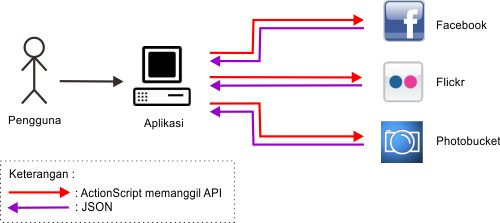 Facebook
Flickr
Pengguna
Aplikasi
Photobucket
Keterangan :
: ActionScript memanggil API
: JSON